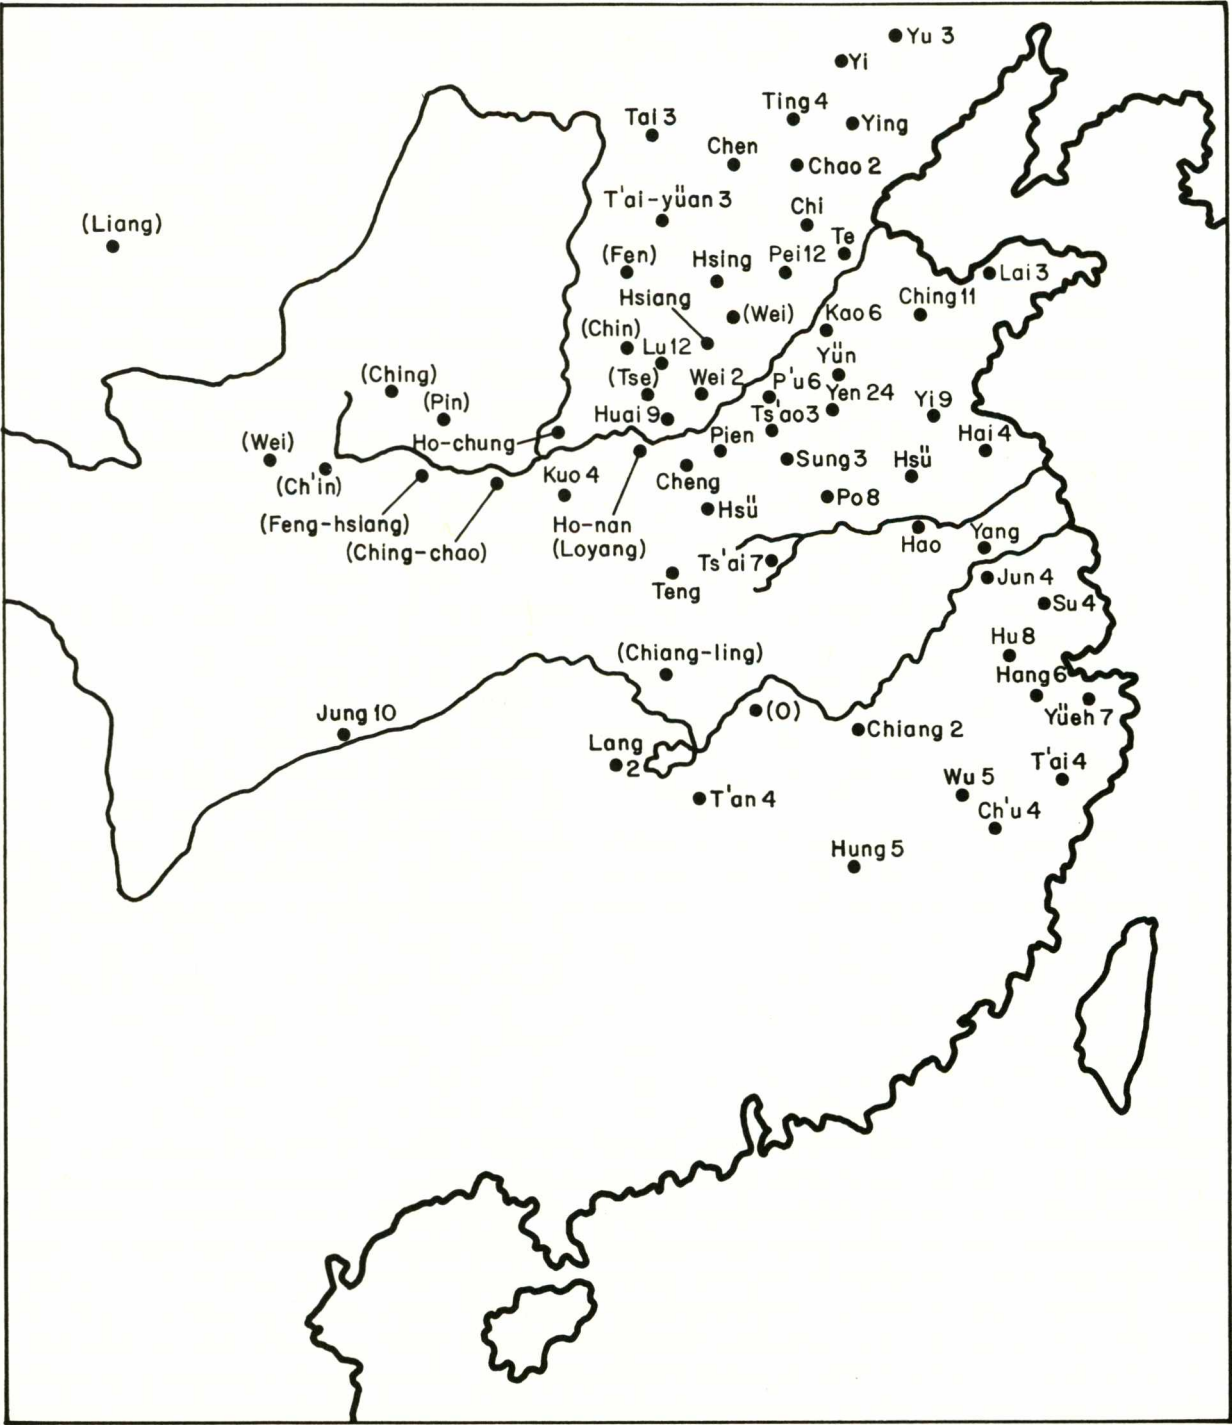 Yu 3
Yi
Ting 4
Tai 3
Ying
Chen
Chao 2
T'ai-yüan 3
Chi
(Liang)
Te
(Fen)
Hsing
Pei 12
Lai 3
Hsiang
Ching 11
(Wei)
Kao 6
(Chin)
Lu 12
Yün
(Ching)
(Tse)
Wei 2
P'u 6
Yen 24
(Pin)
Huai 9
Ts'ao 3
Yi 9
Ho-chung
Pien
Hai 4
(Wei)
Sung 3
Hsü
(Ch'in)
Kuo 4
Cheng
Po 8
Hsü
(Feng-hsiang)
Ho-nan
(Loyang)
(Ching-chao)
Hao
Yang
Ts'ai 7
Teng
Jun 4
Su 4
Hu 8
(Chiang-ling)
Hang 6
Jung 10
(O)
Yüeh 7
Chiang 2
Lang
2
T'ai 4
Wu 5
T'an 4
Ch'u 4
Hung 5